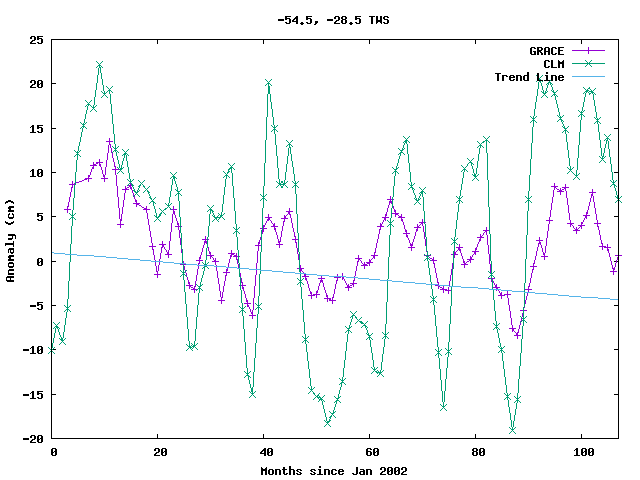 -54.5, -28.5 TWS
GRACE
CLM
Trend Line
25
20
15
10
5
0
-5
-10
-15
-20
Anomaly (cm)
0 20 40 60 80 100
Months since Jan 2002